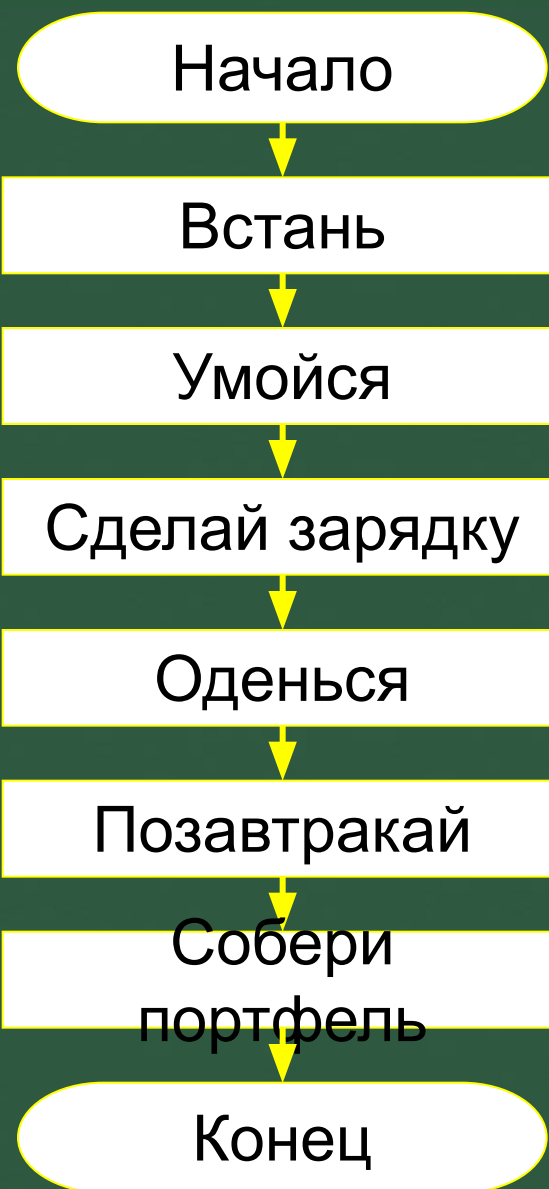 Начало
Встань
Умойся
Сделай зарядку
Оденься
Позавтракай
Собери
портфель
Конец